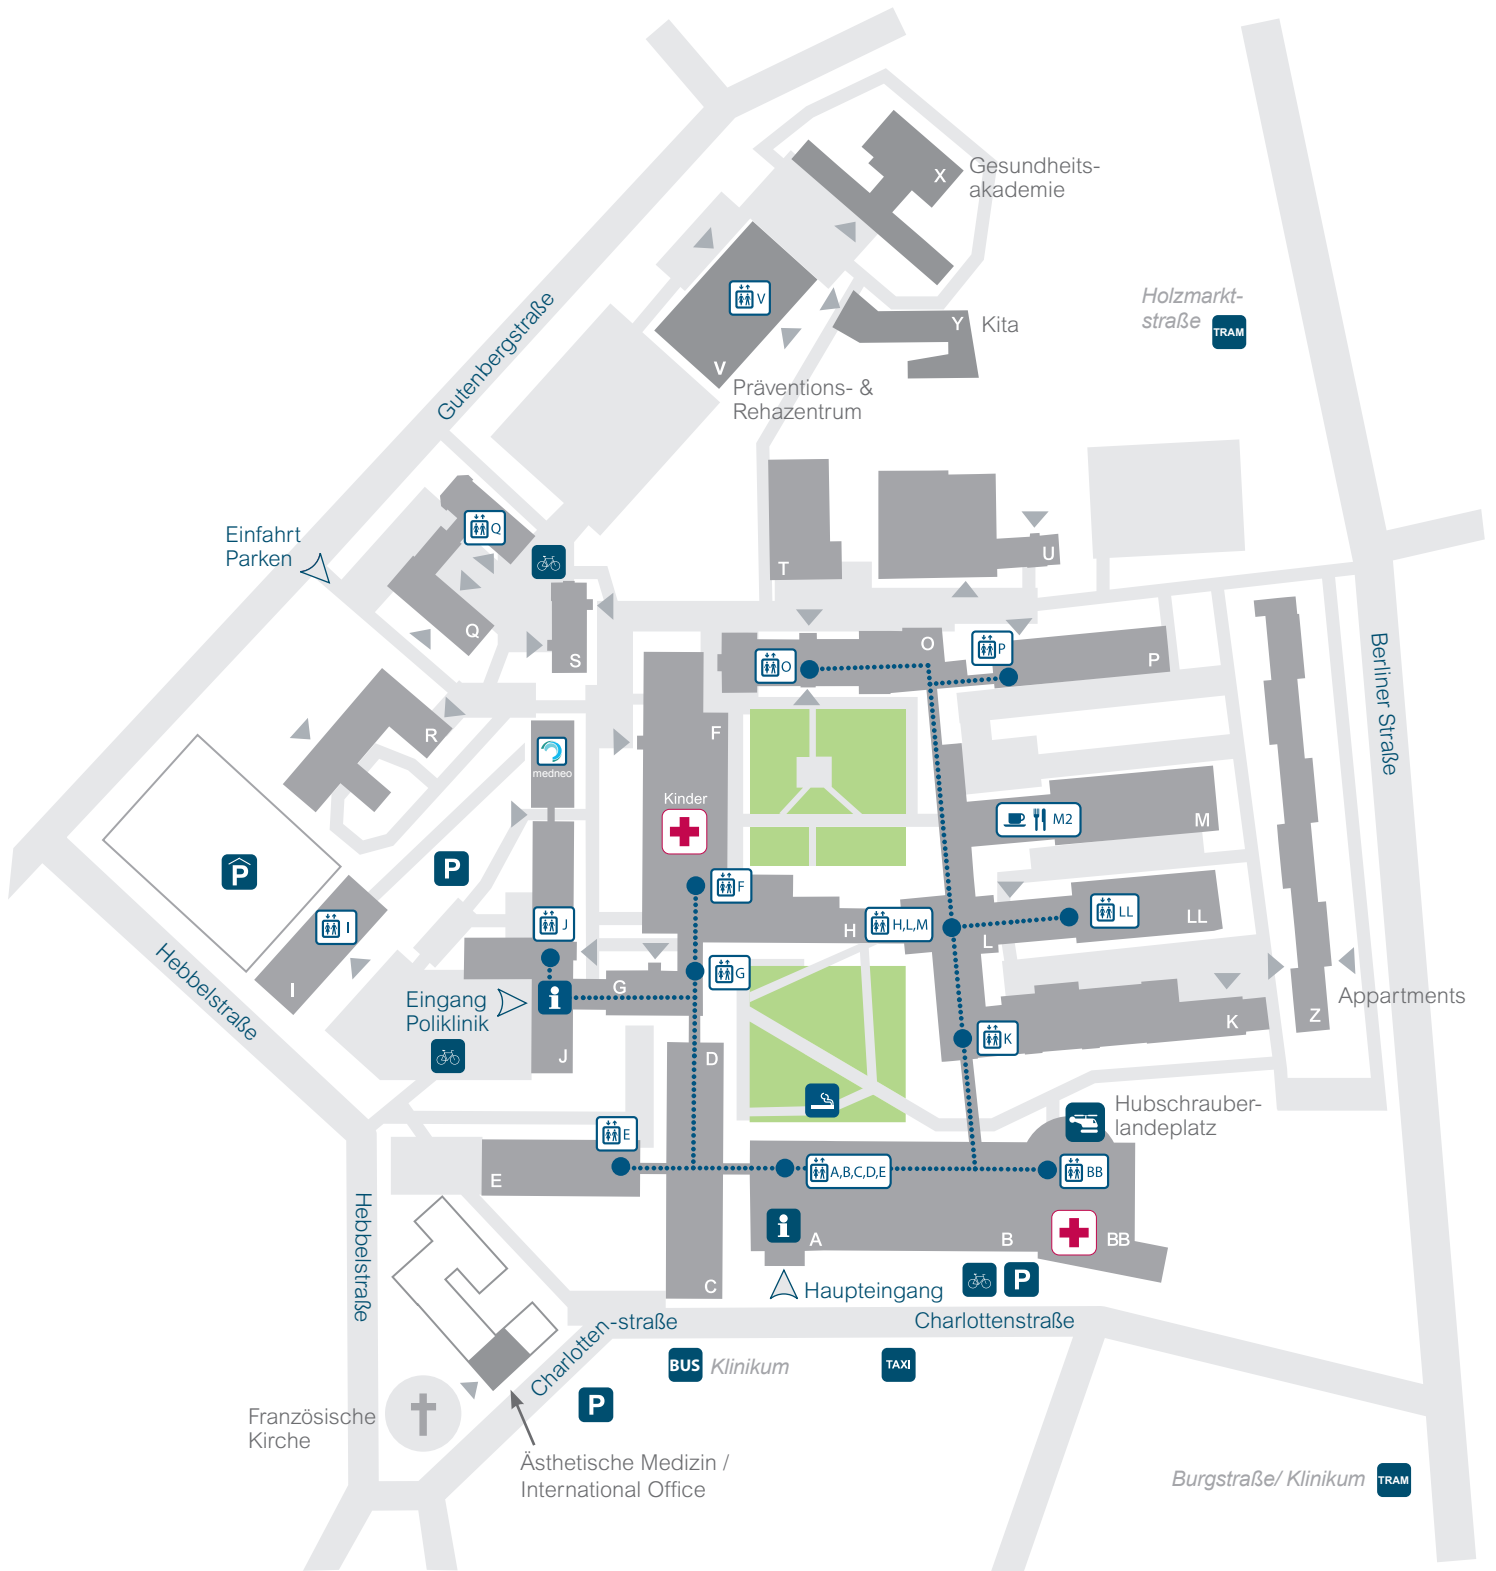 X
Gesundheits-
akademie
V
V
Präventions- &
Rehazentrum
Y
Kita
Holzmarkt-
straße
TRAM
Gutenbergstraße
Einfahrt
Parken
Q
Q
S
T
U
O
O
P
P
Berliner Straße
R
medneo
F
Kinder
M2
M
P
P
I
I
J
F
H
H,L,M
L
LL
LL
Hebbelstraße
Eingang
Poliklinik
i
G
G
J
D
K
K
Z
Appartments
Hubschrauber-
landeplatz
E
E
A,B,C,D,E
BB
i
A
B
BB
C
Haupteingang
P
Hebbelstraße
Charlotten-straße
Charlottenstraße
BUS
Klinikum
TAXI
P
Französische
Kirche
Ästhetische Medizin /
International Office
Burgstraße/ Klinikum
TRAM